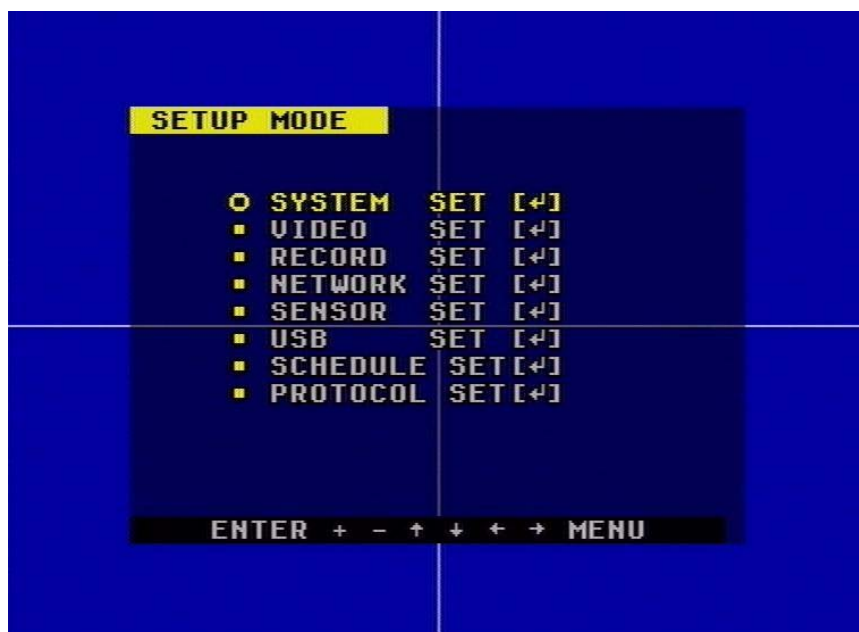 SETUP MODE
SYSTEM SET [↵]
VIDEO SET [↵]
RECORD SET [↵]
NETWORK SET [↵]
SENSOR SET [↵]
USB SET [↵]
SCHEDULE SET[↵]
PROTOCOL SET[↵]
ENTER + - ↑ ↓ ← → MENU